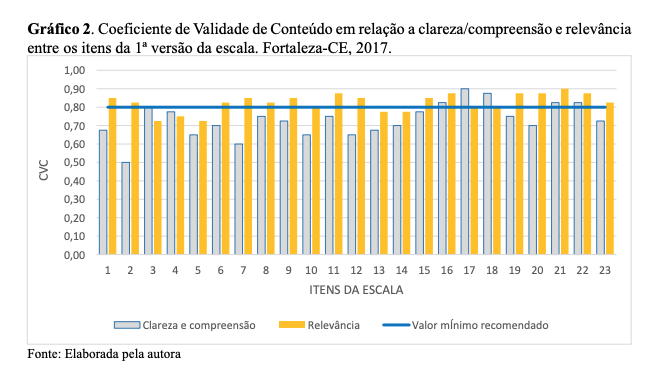 Gráfico 2. Coeficiente de Validade de Conteúdo em relação a clareza/compreensão e relevância
entre os itens da 1ª versão da escala. Fortaleza-CE, 2017.
1,00
0,90
0,80
0,70
0,60
0,50
0,40
0,30
0,20
0,10
0,00
CVC
1 2 3 4 5 6 7 8 9 10 11 12 13 14 15 16 17 18 19 20 21 22 23
ITENS DA ESCALA
Clareza e compreensão Relevância Valor mÍnimo recomendado
Fonte: Elaborada pela autora